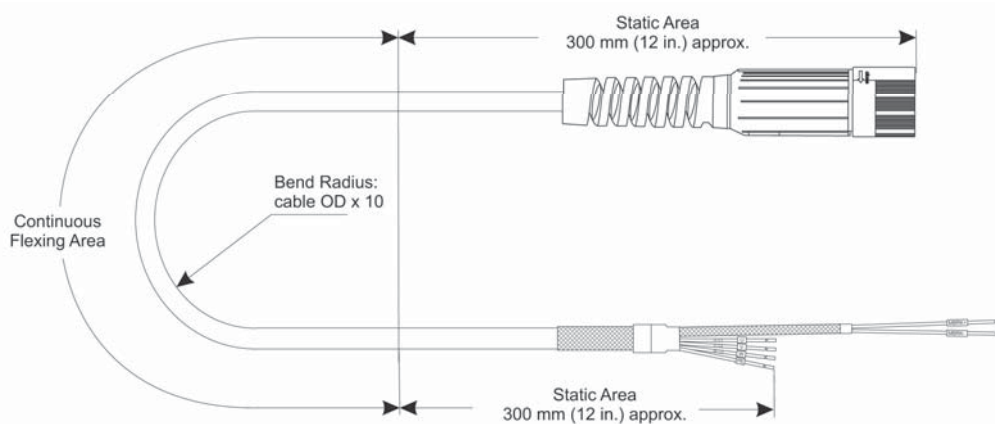 Static Area
300 mm (12 in.) approx.
Bend Radius:
cable OD x 10
Continuous
Flexing Area
Static Area
300 mm (12 in.) approx.